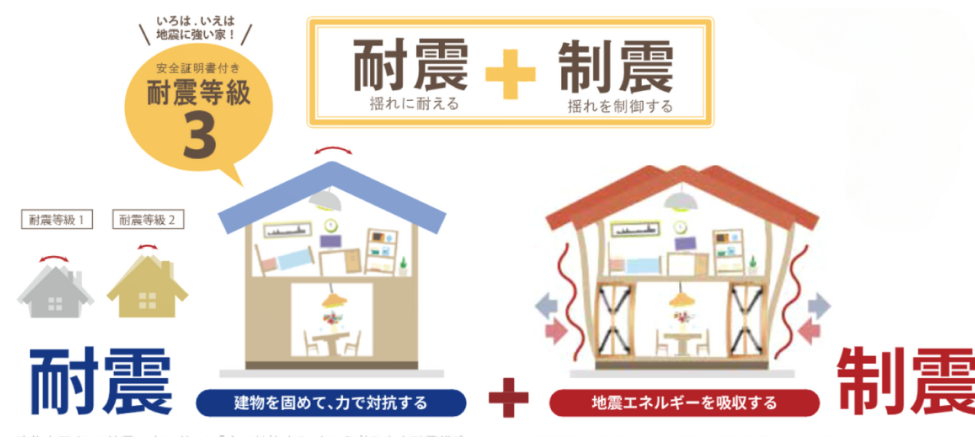 いろは.いえは
地震に強い家！
安全証明書付き
耐震等級
3
耐震
揺れに耐える
制震
揺れを制御する
耐震等級 1
耐震等級 2
耐震
建物を固めて、力で対抗する
地震エネルギーを吸収する
制震